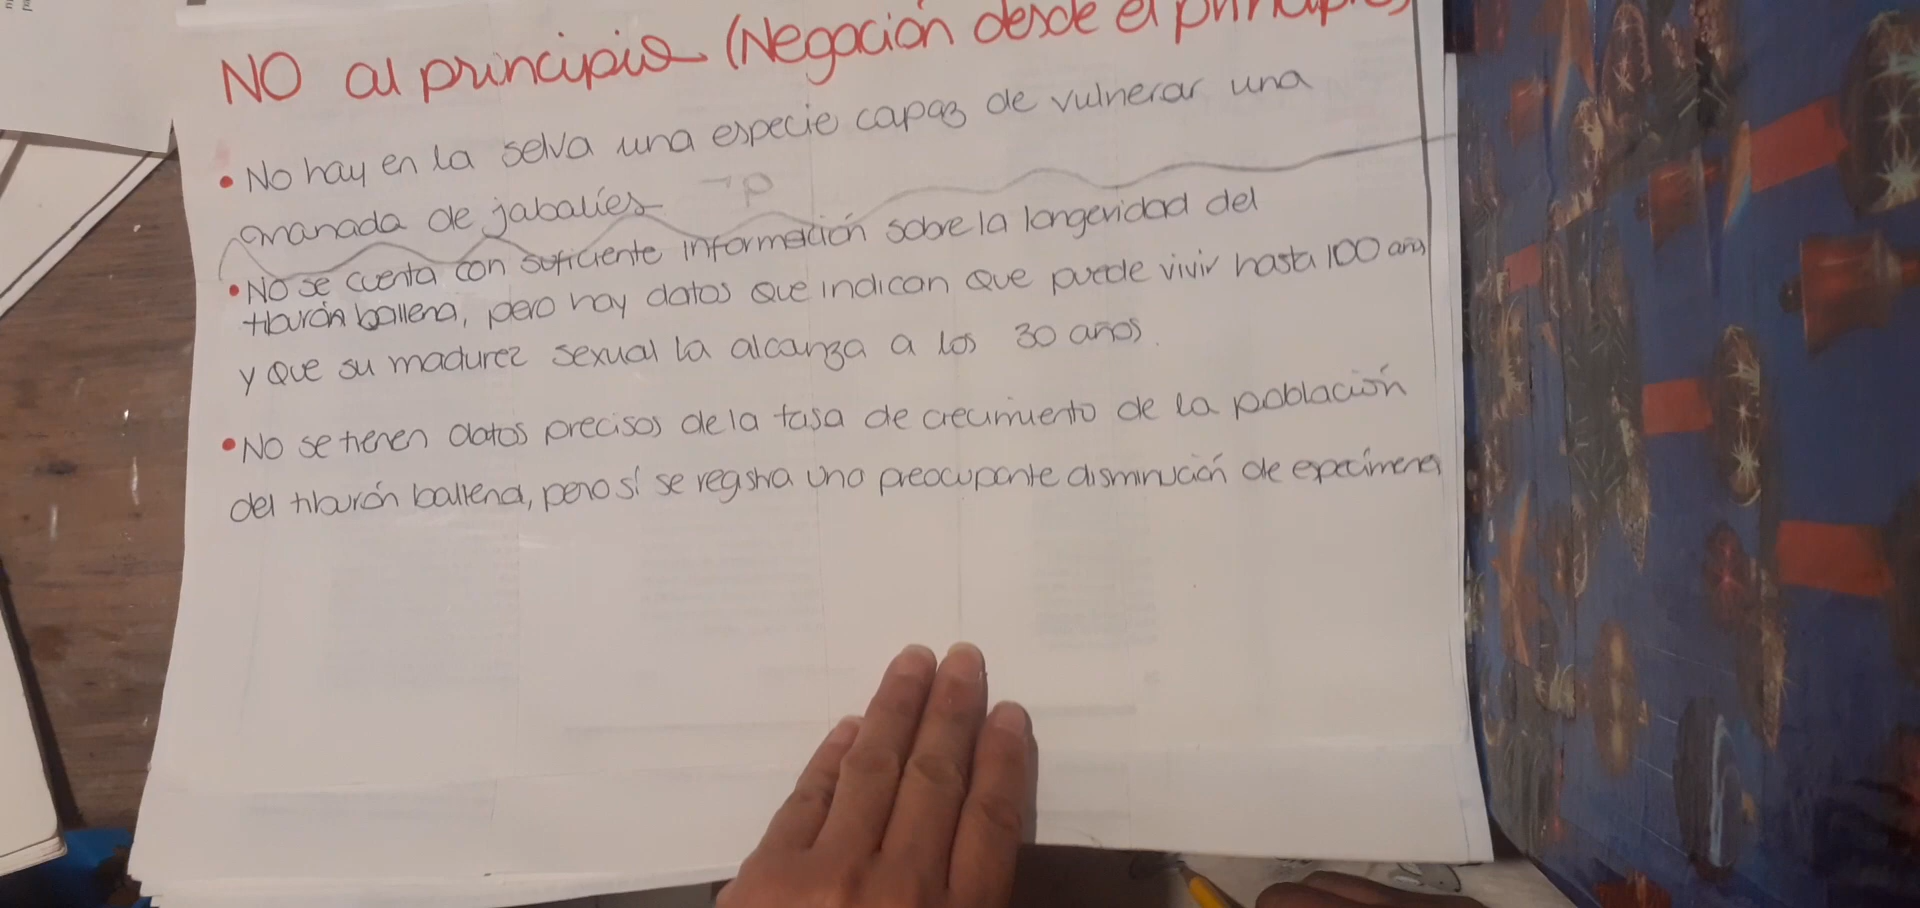 NO al principio (Negación desde el principio)
• No hay en la selva una especie capaz de vulnerar una
manada de jabalíes ¬p
• No se cuenta con suficiente información sobre la longevidad del
tiburón ballena, pero hay datos que indican que puede vivir hasta 100 años
y que su madurez sexual la alcanza a los 30 años.
• No se tienen datos precisos de la tasa de crecimiento de la población
del tiburón ballena, pero sí se registra una preocupante disminución de especímenes